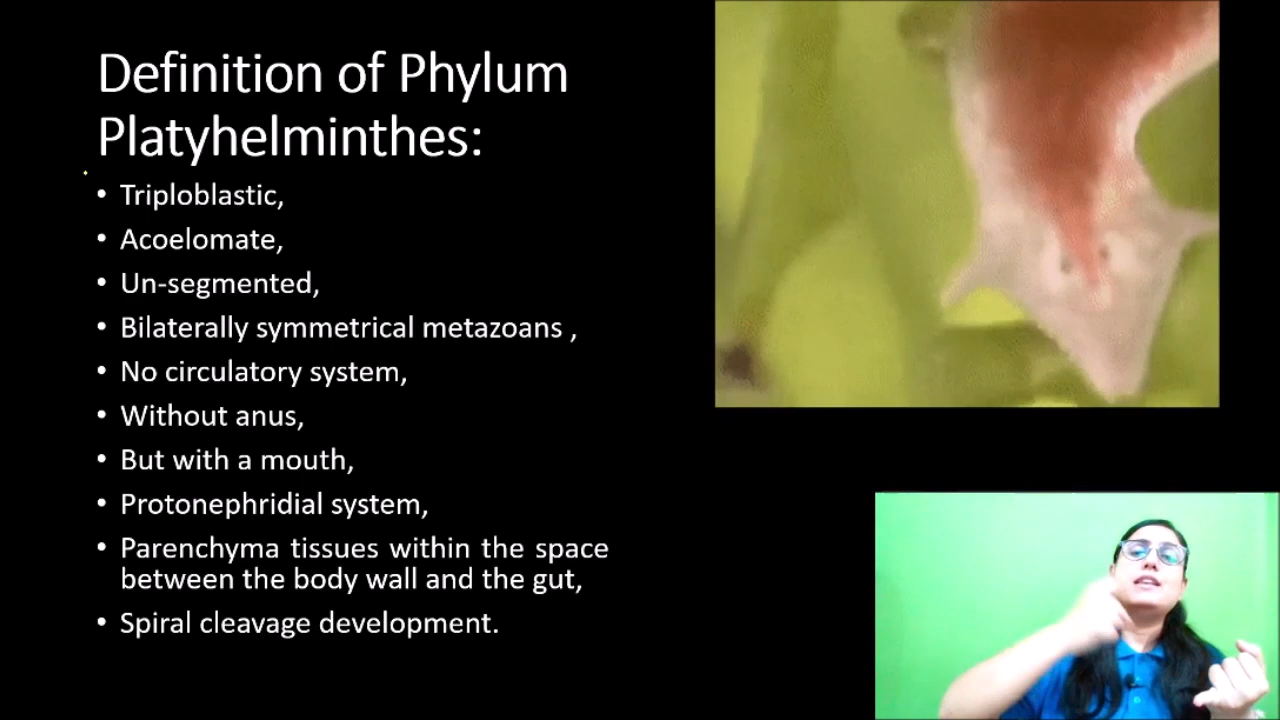 Definition of Phylum
Platyhelminthes:
• Triploblastic,
• Acoelomate,
• Un-segmented,
• Bilaterally symmetrical metazoans ,
• No circulatory system,
• Without anus,
• But with a mouth,
• Protonephridial system,
• Parenchyma tissues within the space
between the body wall and the gut,
• Spiral cleavage development.